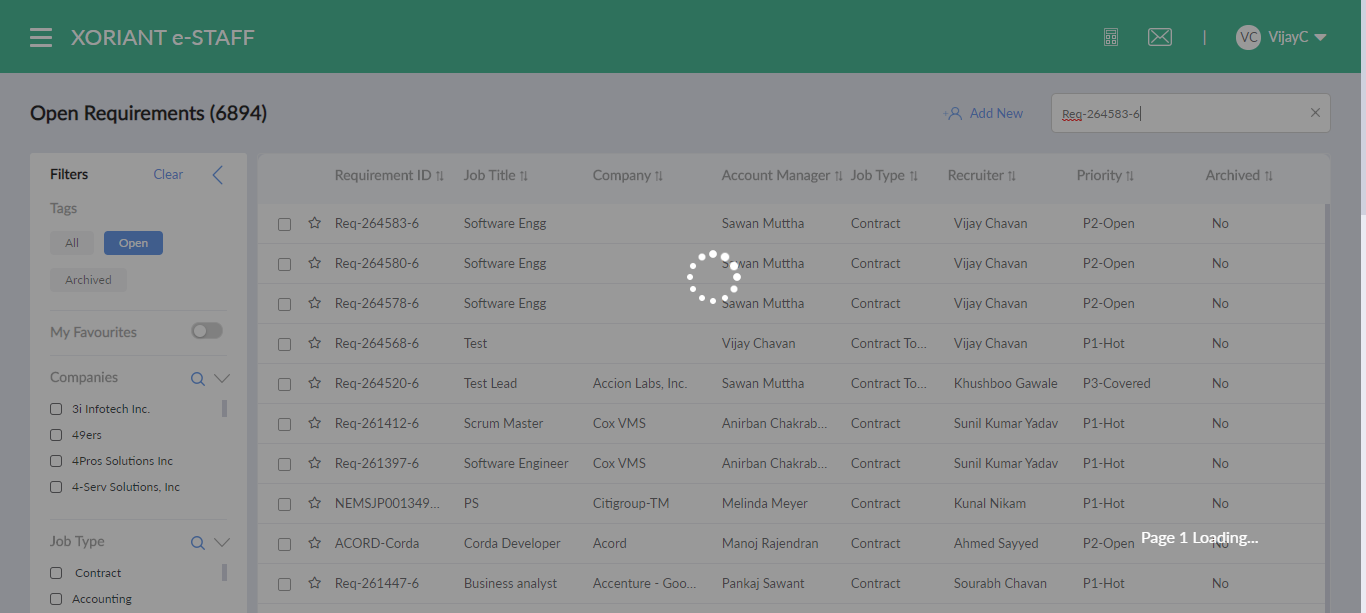 XORIANT e-STAFF
| VC VijayC
Open Requirements (6894)
Add New
Req-264583-6
Filters Clear
Tags
All Open
Archived
My Favourites
Companies
3i Infotech Inc.
49ers
4Pros Solutions Inc
4-Serv Solutions, Inc
Job Type
Contract
Accounting
Requirement ID Job Title Company Account Manager Job Type Recruiter Priority Archived
Req-264583-6 Software Engg Sawan Muttha Contract Vijay Chavan P2-Open No
Req-264580-6 Software Engg Sawan Muttha Contract Vijay Chavan P2-Open No
Req-264578-6 Software Engg Sawan Muttha Contract Vijay Chavan P2-Open No
Req-264568-6 Test Vijay Chavan Contract To... Vijay Chavan P1-Hot No
Req-264520-6 Test Lead Accion Labs, Inc. Sawan Muttha Contract To... Khushboo Gawale P3-Covered No
Req-261412-6 Scrum Master Cox VMS Anirban Chakrab... Contract Sunil Kumar Yadav P1-Hot No
Req-261397-6 Software Engineer Cox VMS Anirban Chakrab... Contract Sunil Kumar Yadav P1-Hot No
NEMSJP001349... PS Citigroup-TM Melinda Meyer Contract Kunal Nikam P1-Hot No
ACORD-Corda Corda Developer Acord Manoj Rajendran Contract Ahmed Sayyed P2-Open No
Page 1 Loading...
Req-261447-6 Business analyst Accenture - Goo... Pankaj Sawant Contract Sourabh Chavan P1-Hot No